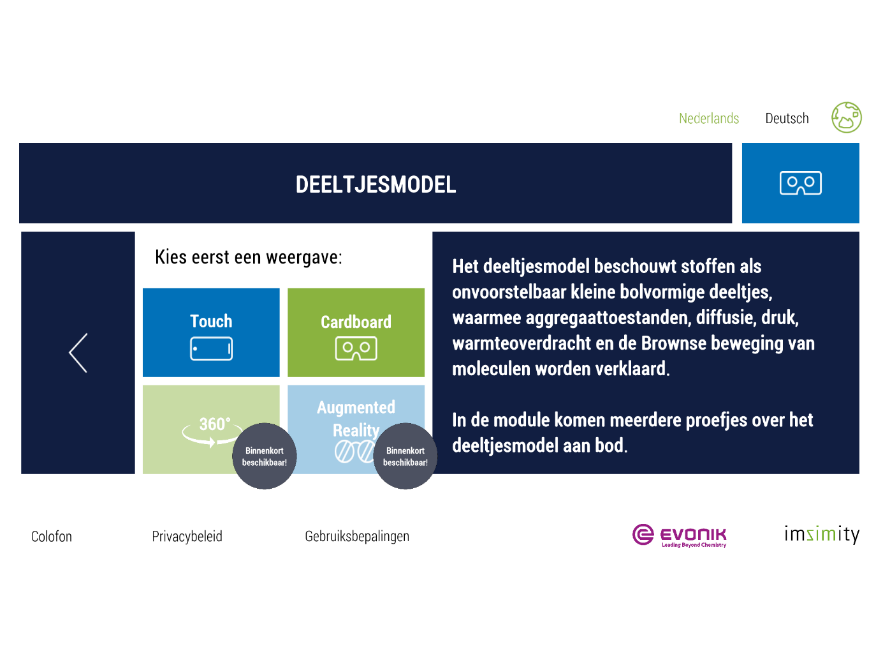 Nederlands
Deutsch
DEELTJESMODEL
Kies eerst een weergave:
Touch
Cardboard
360°
Binnenkort
beschikbaar!
Augmented
Reality
Binnenkort
beschikbaar!
Het deeltjesmodel beschouwt stoffen als
onvoorstelbaar kleine bolvormige deeltjes,
waarmee aggregaattoestanden, diffusie, druk,
warmteoverdracht en de Brownse beweging van
moleculen worden verklaard.
In de module komen meerdere proefjes over het
deeltjesmodel aan bod.
Colofon
Privacybeleid
Gebruiksbepalingen
EVONIK
Leading Beyond Chemistry
imsimity